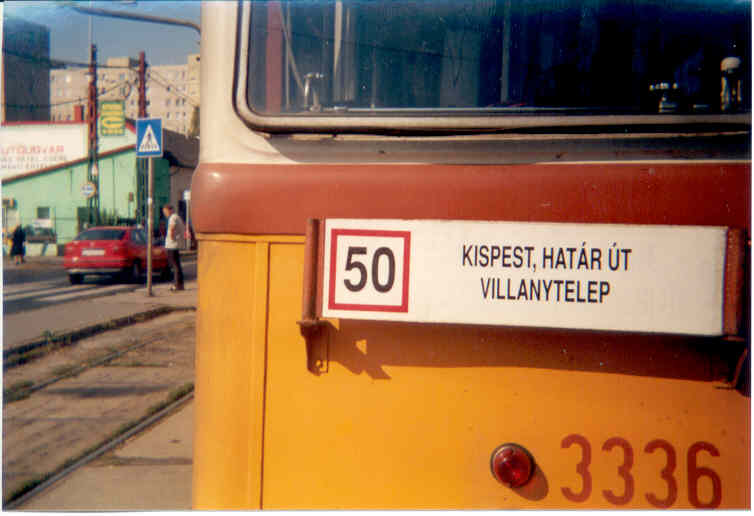 50
KISPEST, HATÁR ÚT
VILLANYTELEP
3336